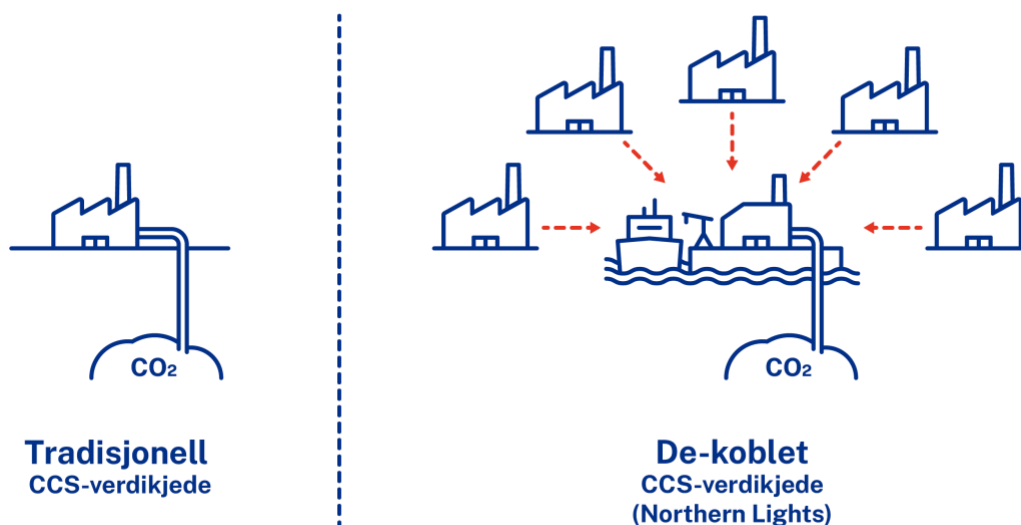 CO₂
Tradisjonell
CCS-verdikjede
CO₂
De-koblet
CCS-verdikjede
(Northern Lights)